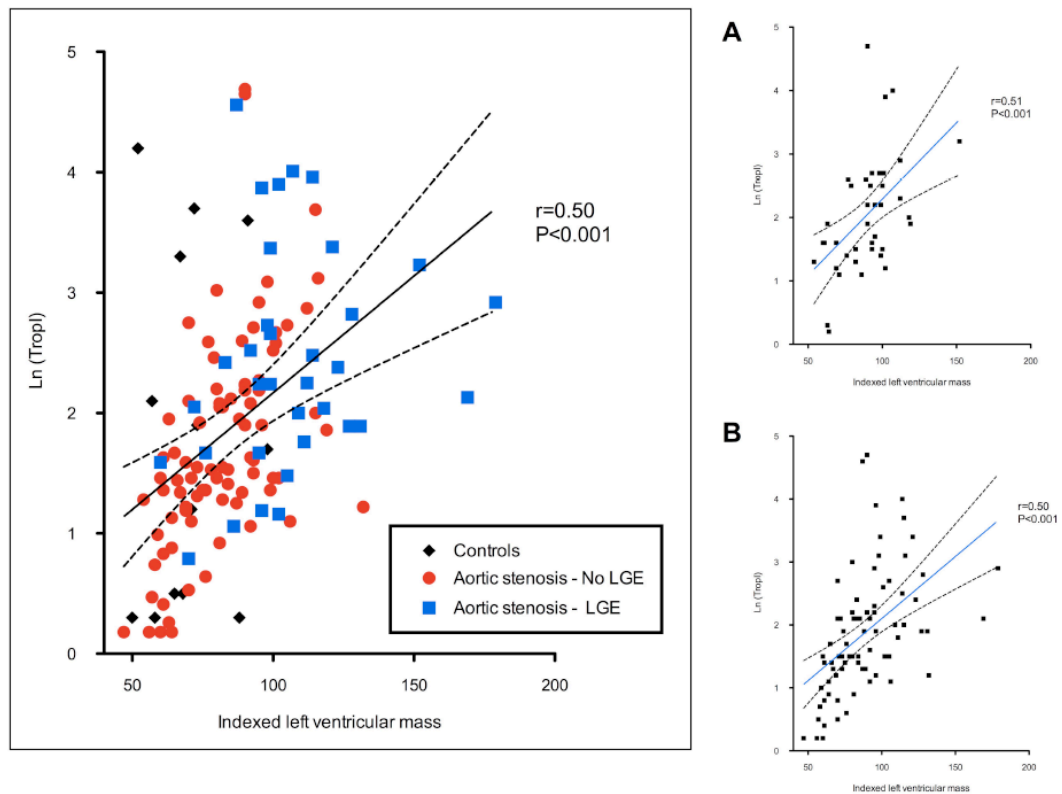 5
4
3
2
1
0
Ln (TropI)
50
100
150
200
Indexed left ventricular mass
r=0.50
P<0.001
Controls
Aortic stenosis - No LGE
Aortic stenosis - LGE
A
5
4
3
2
1
0
Ln (TropI)
50
100
150
200
Indexed left ventricular mass
r=0.51
P<0.001
B
5
4
3
2
1
0
Ln (TropI)
50
100
150
200
Indexed left ventricular mass
r=0.50
P<0.001